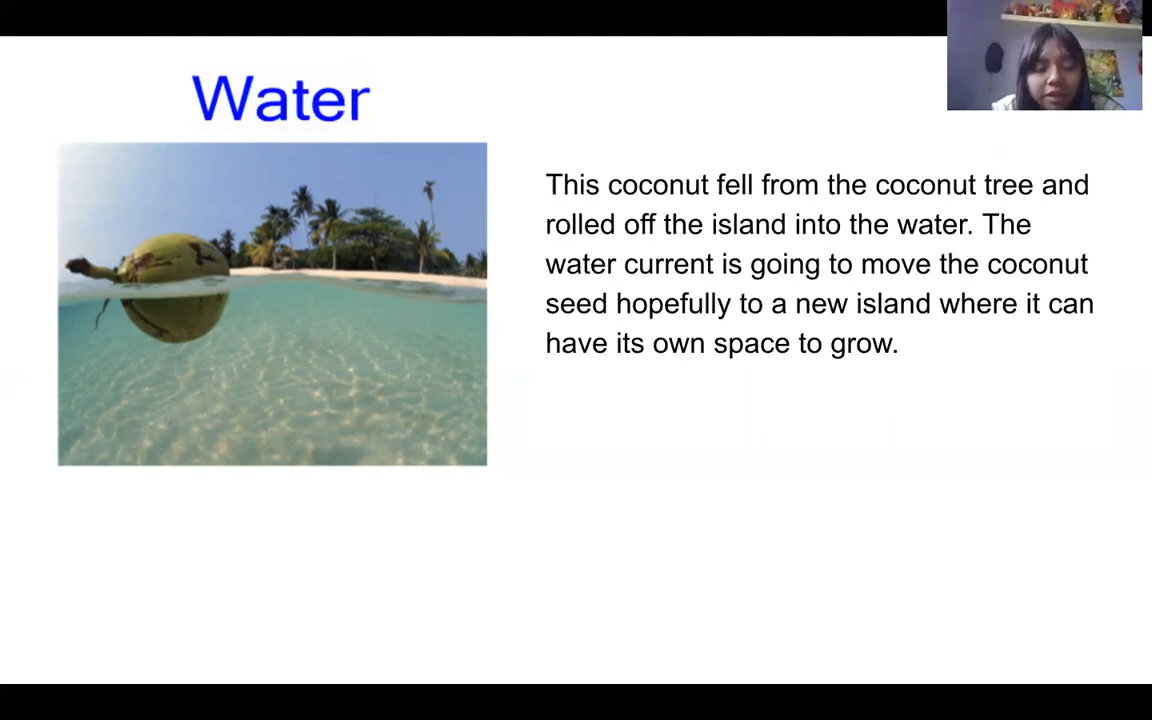 Water
This coconut fell from the coconut tree and
rolled off the island into the water. The
water current is going to move the coconut
seed hopefully to a new island where it can
have its own space to grow.